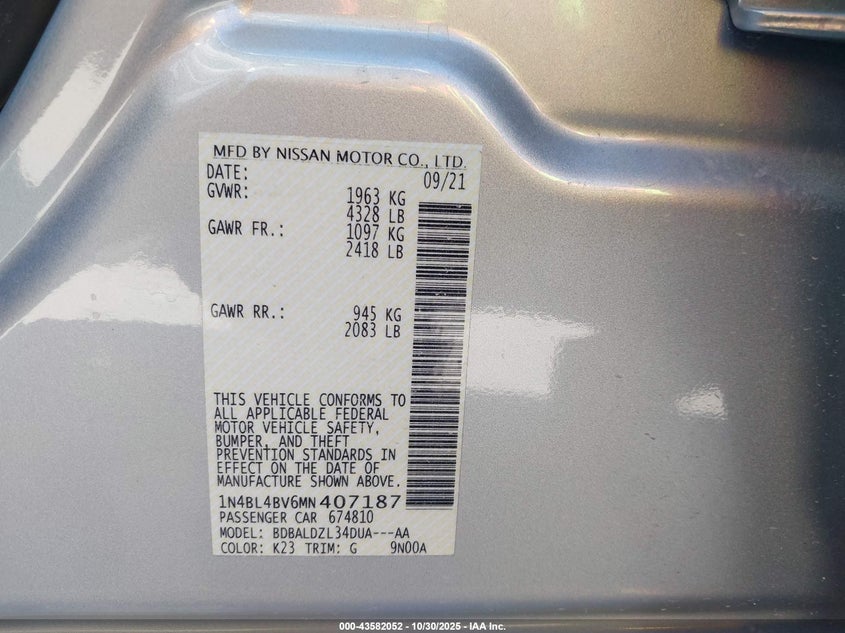 MFD BY NISSAN MOTOR CO., LTD.
DATE: 09/21
GVWR: 1963 KG
4328 LB
GAWR FR.: 1097 KG
2418 LB
GAWR RR.: 945 KG
2083 LB
THIS VEHICLE CONFORMS TO
ALL APPLICABLE FEDERAL
MOTOR VEHICLE SAFETY,
BUMPER, AND THEFT
PREVENTION STANDARDS IN
EFFECT ON THE DATE OF
MANUFACTURE SHOWN ABOVE.
1N4BL4BV6MN407187
PASSENGER CAR 674810
MODEL: BDBALDZL34DUA---AA
COLOR: K23 TRIM: G 9N00A
000-43582052 - 10/30/2025 - IAA Inc.